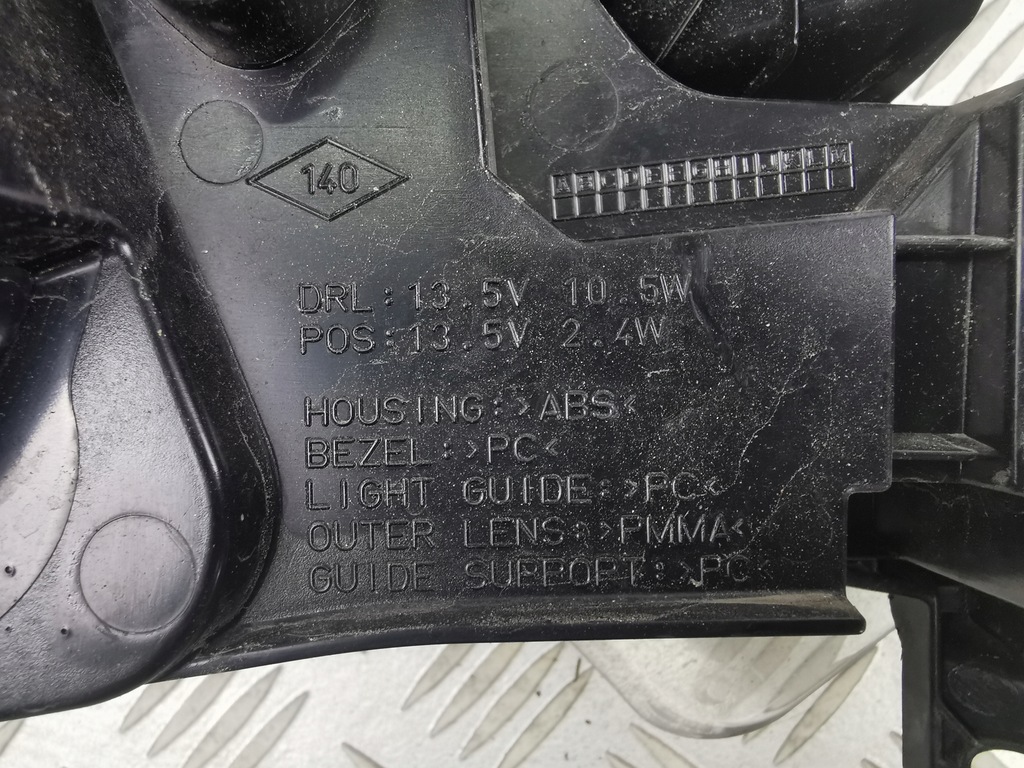 140
A B C D E F G H I J K L M
DRL:13.5V 10.5W
POS:13.5V 2.4W
HOUSING:>ABS<
BEZEL:>PC<
LIGHT GUIDE:>PC<
OUTER LENS:>PMMA<
GUIDE SUPPORT:>PC<